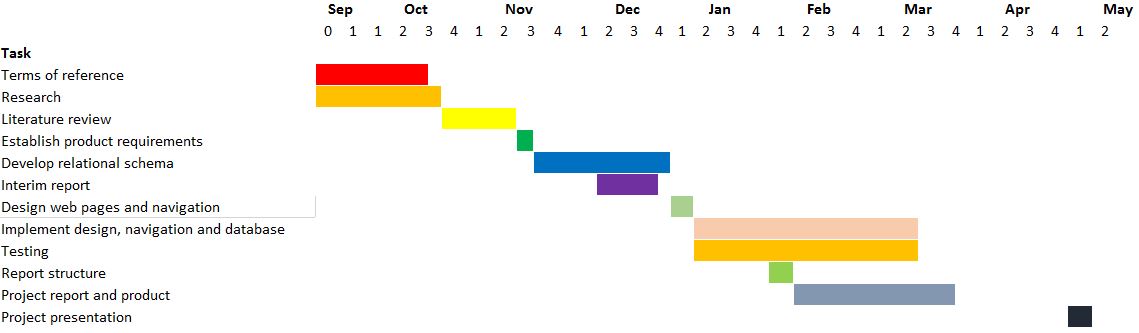 Sep Oct Nov Dec Jan Feb Mar Apr May
0 1 1 2 3 4 1 2 3 4 1 2 3 4 1 2 3 4 1 2 3 4 1 2 3 4 1 2 3 4 1 2
Task
Terms of reference
Research
Literature review
Establish product requirements
Develop relational schema
Interim report
Design web pages and navigation
Implement design, navigation and database
Testing
Report structure
Project report and product
Project presentation